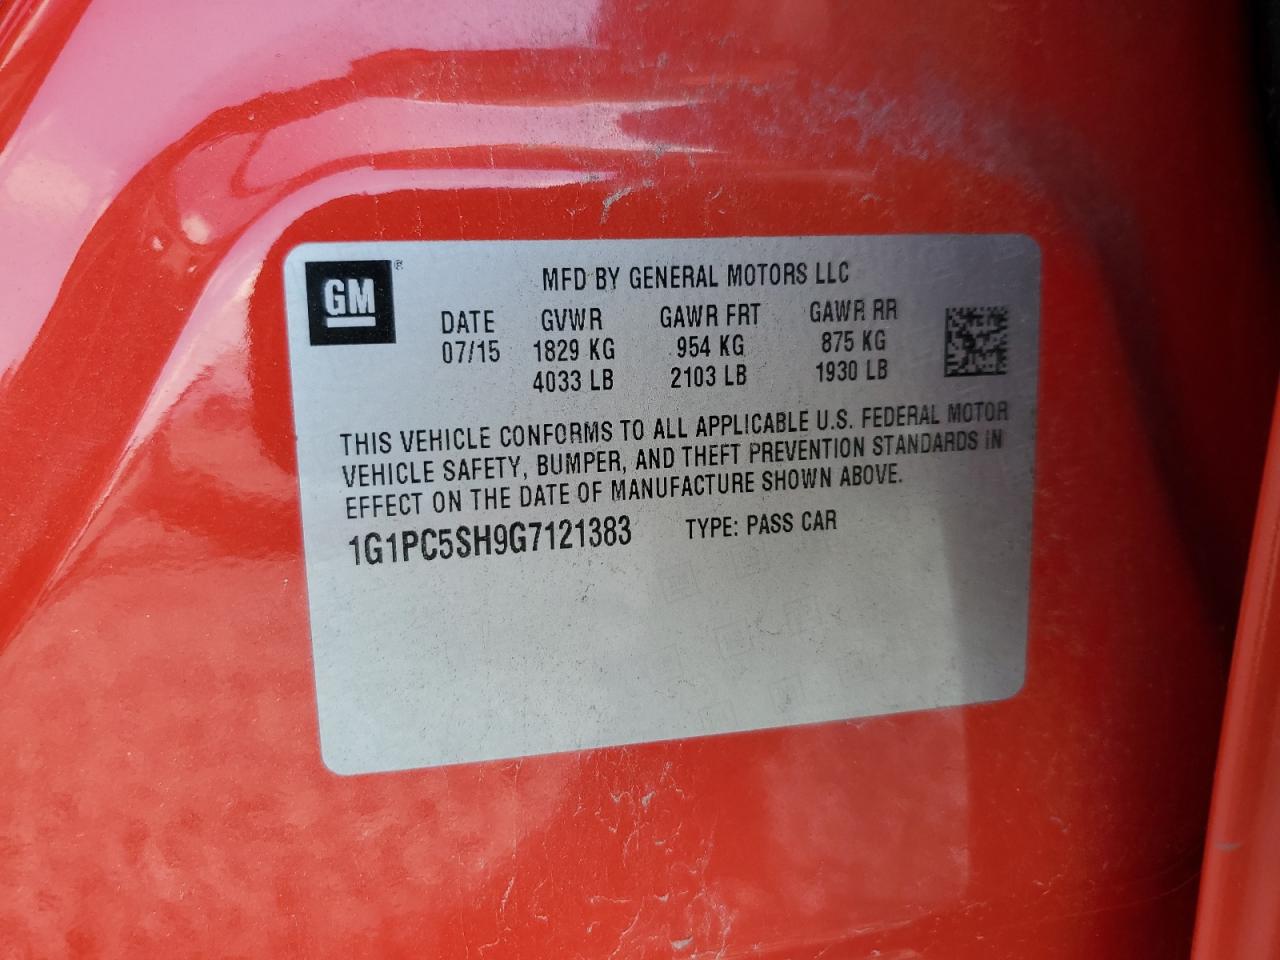 GM®
MFD BY GENERAL MOTORS LLC
DATE GVWR GAWR FRT GAWR RR
07/15 1829 KG 954 KG 875 KG
4033 LB 2103 LB 1930 LB
THIS VEHICLE CONFORMS TO ALL APPLICABLE U.S. FEDERAL MOTOR
VEHICLE SAFETY, BUMPER, AND THEFT PREVENTION STANDARDS IN
EFFECT ON THE DATE OF MANUFACTURE SHOWN ABOVE.
1G1PC5SH9G7121383 TYPE: PASS CAR